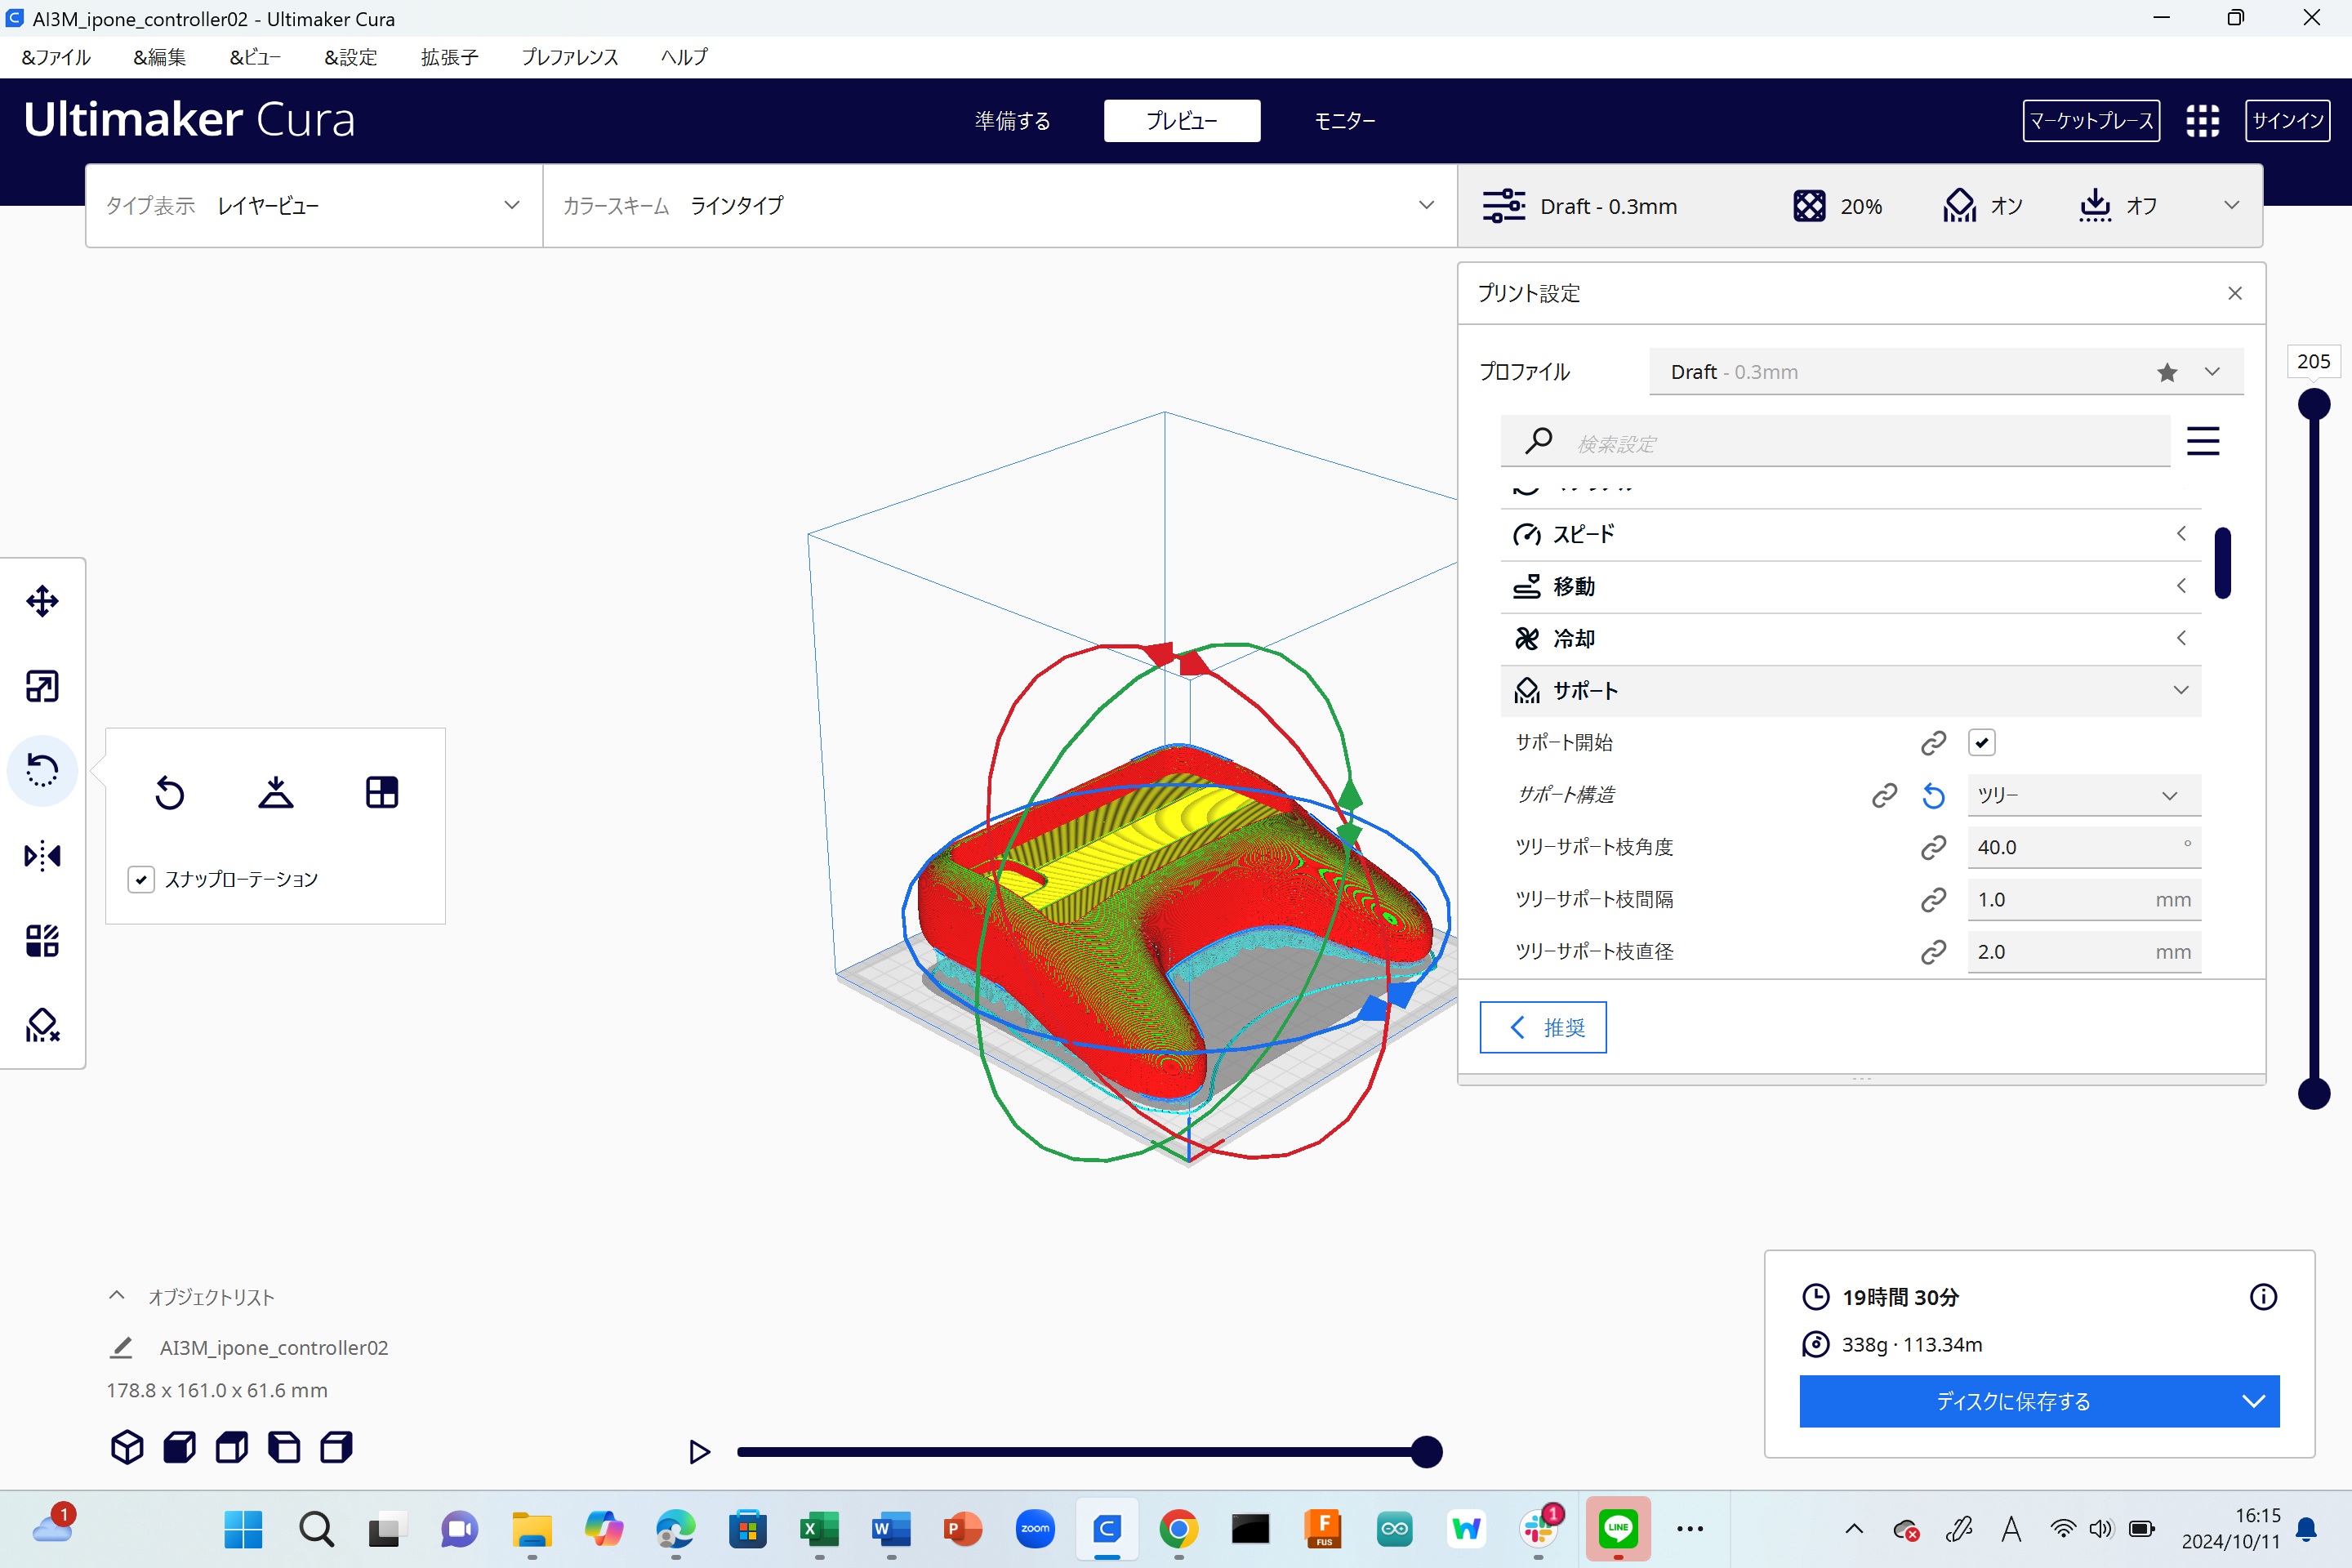 AI3M_ipone_controller02 - Ultimaker Cura
&ファイル &編集 &ビュー &設定 拡張子 プレファレンス ヘルプ
Ultimaker Cura
準備する プレビュー モニター
マーケットプレース サインイン
タイプ表示 レイヤービュー カラースキーム ラインタイプ
Draft - 0.3mm 20% オン オフ
プリント設定
プロファイル Draft - 0.3mm
205
検索設定
スピード
移動
冷却
サポート
サポート開始
サポート構造 ツリー
ツリーサポート枝角度 40.0 °
ツリーサポート枝間隔 1.0 mm
ツリーサポート枝直径 2.0 mm
推奨
スナップローテーション
オブジェクトリスト
AI3M_ipone_controller02
178.8 x 161.0 x 61.6 mm
19時間 30分
338g · 113.34m
ディスクに保存する
1
zoom
F
FUS
1
LINE
A
16:15
2024/10/11